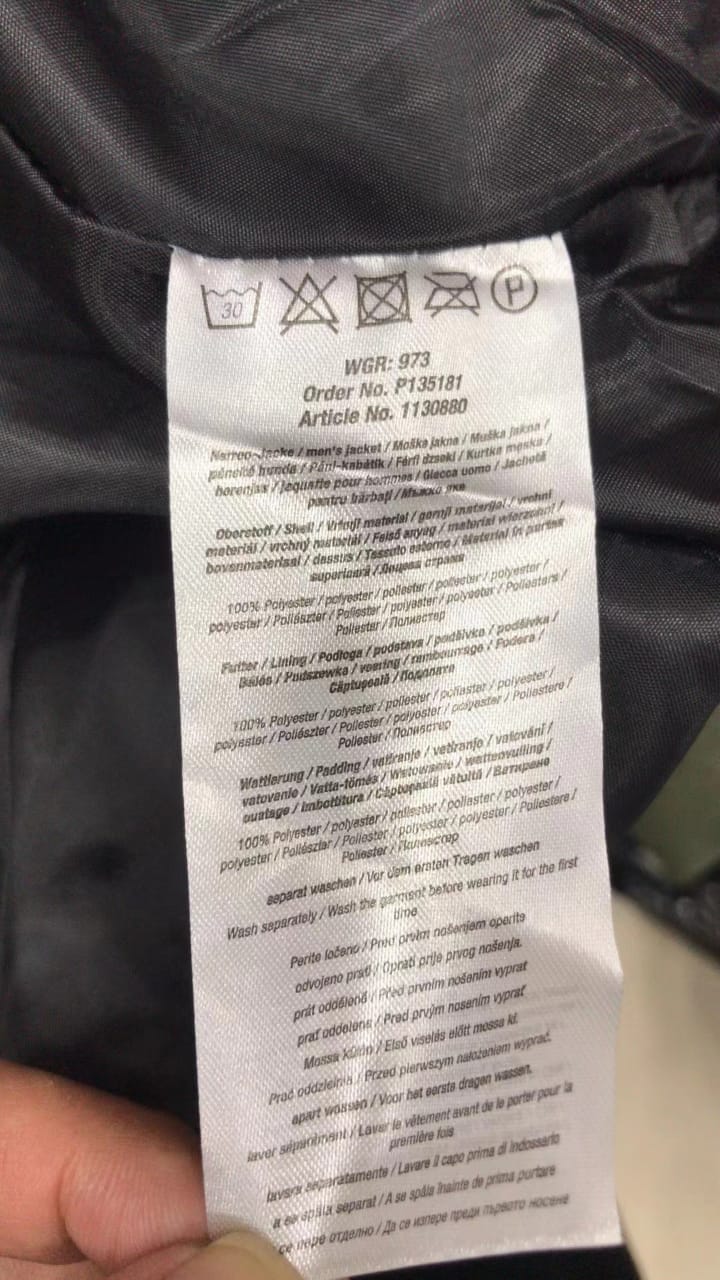 30
P
WGR: 973
Order No. P135181
Article No. 1130880
Herren-Jacke / men's jacket / Moška jakna / Muška jakna /
pánská bunda / Páni-kabátik / Férfi dzseki / Kurtka męska /
herenjas / jaquette pour hommes / Giacca uomo / Jachetă
pentru bărbați / Мъжко яке
Oberstoff / Shell / Vrhnji material / gornji materijal / vrchní
materiál / vrchný materiál / Felső anyag / materiał wierzchni /
bovenmateriaal / dessus / Tessuto esterno / Material în partea
superioară / Лицева страна
100% Polyester / polyester / poliester / poliester / polyester /
polyester / Poliészter / Poliester / polyester / polyester / Poliestere /
Poliester / Полиестер
Futter / Lining / Podloga / podstava / podšívka / podšívka /
Bélés / Podszewka / voering / rembourrage / Fodera /
Căptușeală / Подплата
100% Polyester / polyester / poliester / poliester / polyester /
polyester / Poliészter / Poliester / polyester / polyester / Poliestere /
Poliester / Полиестер
Wattierung / Padding / vatiranje / vatiranje / vatování /
vatovanie / Vatta-tömés / Watowanie / wattenvulling /
ouatage / imbottitura / Căptușeală vătuită / Ватиране
100% Polyester / polyester / poliester / poliester / polyester /
polyester / Poliészter / Poliester / polyester / polyester / Poliestere /
Poliester / Полиестер
separat waschen / Vor dem ersten Tragen waschen
Wash separately / Wash the garment before wearing it for the first
time
Perite ločeno / Pred prvim nošenjem operite
odvojeno prati / Oprati prije prvog nošenja.
prát odděleně / Před prvním nošením vyprat
prať oddelene / Pred prvým nosením vyprať
Mossa külön / Első viselés előtt mossa ki.
Prać oddzielnie / Przed pierwszym nałożeniem wyprać.
apart wassen / Voor het eerste dragen wassen.
laver séparément / Laver le vêtement avant de le porter pour la
première fois
lavare separatamente / Lavare il capo prima di indossarlo
a se spăla separat / A se spăla înainte de prima purtare
се пере отделно / Да се изпере преди първото носене